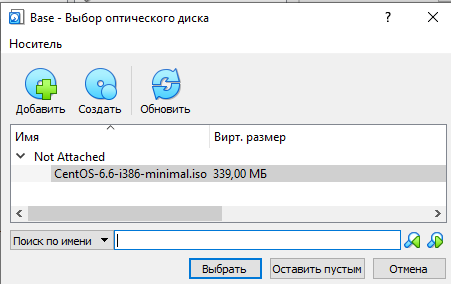 Base - Выбор оптического диска
?
Носитель
Добавить Создать Обновить
Имя Вирт. размер
Not Attached
CentOS-6.6-i386-minimal.iso 339,00 МБ
Поиск по имени
Выбрать Оставить пустым Отмена